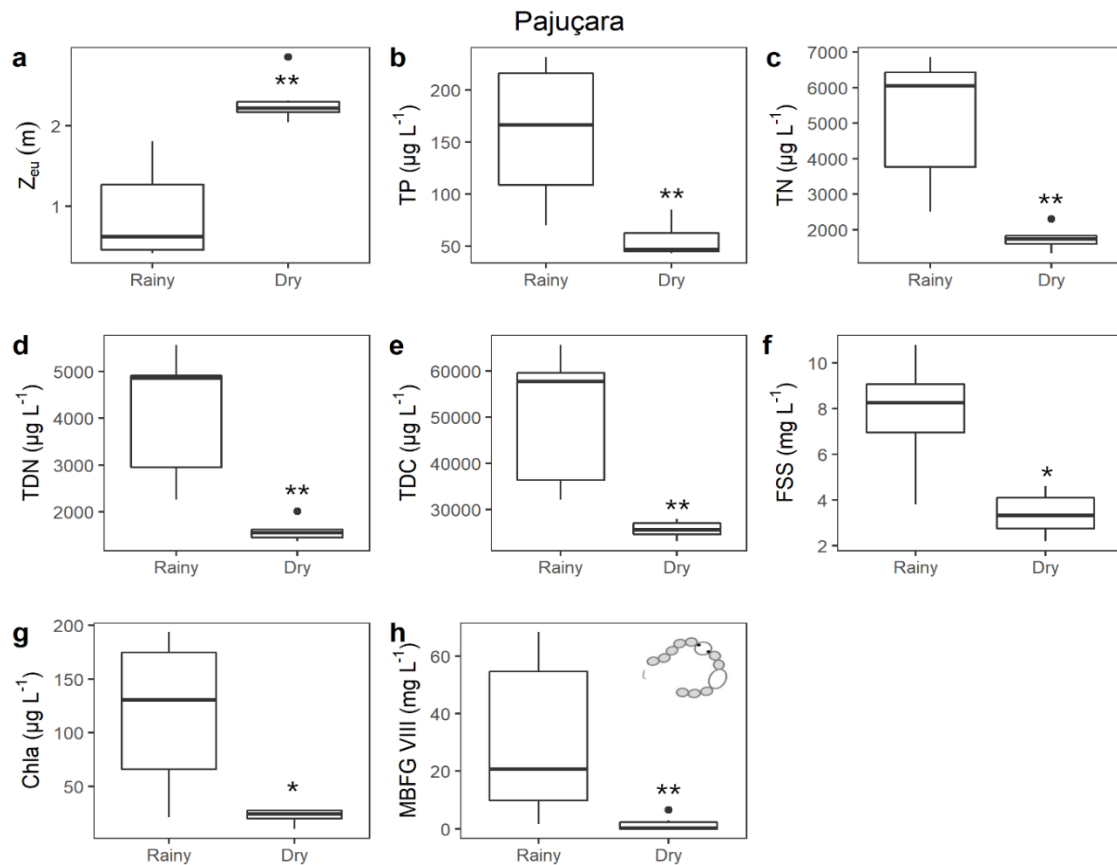 Pajuçara
a
Z_eu (m)
2
1
**
Rainy Dry
b
TP (µg L⁻¹)
200
150
100
50
**
Rainy Dry
c
TN (µg L⁻¹)
7000
6000
5000
4000
3000
2000
**
Rainy Dry
d
TDN (µg L⁻¹)
5000
4000
3000
2000
**
Rainy Dry
e
TDC (µg L⁻¹)
60000
50000
40000
30000
**
Rainy Dry
f
FSS (mg L⁻¹)
10
8
6
4
2
*
Rainy Dry
g
Chla (µg L⁻¹)
200
150
100
50
*
Rainy Dry
h
MBFG VIII (mg L⁻¹)
60
40
20
0
**
Rainy Dry